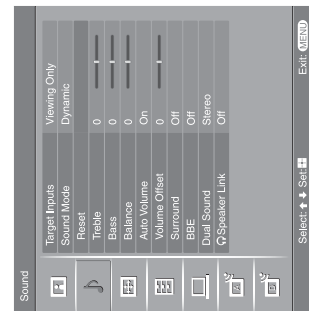 Sound
Target Inputs Viewing Only
Sound Mode Dynamic
Reset
Treble 0
Bass 0
Balance 0
Auto Volume On
Volume Offset 0
Surround Off
BBE Off
Dual Sound Stereo
Speaker Link Off
Select: Set: Exit: MENU